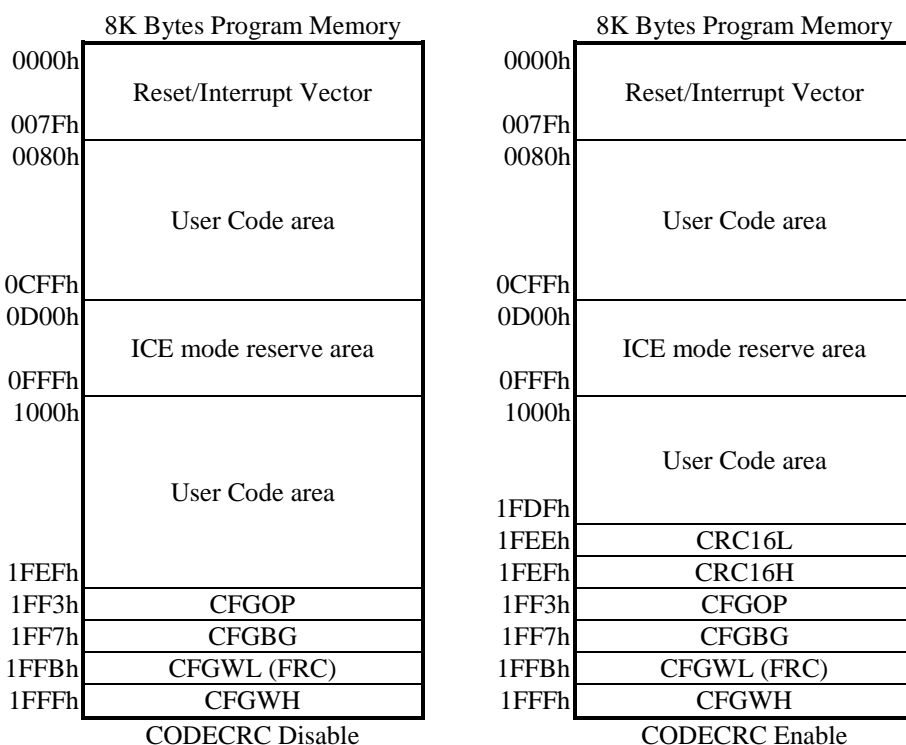 8K Bytes Program Memory
0000h
Reset/Interrupt Vector
007Fh
0080h
User Code area
0CFFh
0D00h
ICE mode reserve area
0FFFh
1000h
User Code area
1FEFh
1FF3h CFGOP
1FF7h CFGBG
1FFBh CFGWL (FRC)
1FFFh CFGWH
CODECRC Disable
8K Bytes Program Memory
0000h
Reset/Interrupt Vector
007Fh
0080h
User Code area
0CFFh
0D00h
ICE mode reserve area
0FFFh
1000h
User Code area
1FDFh
1FEEh CRC16L
1FEFh CRC16H
1FF3h CFGOP
1FF7h CFGBG
1FFBh CFGWL (FRC)
1FFFh CFGWH
CODECRC Enable